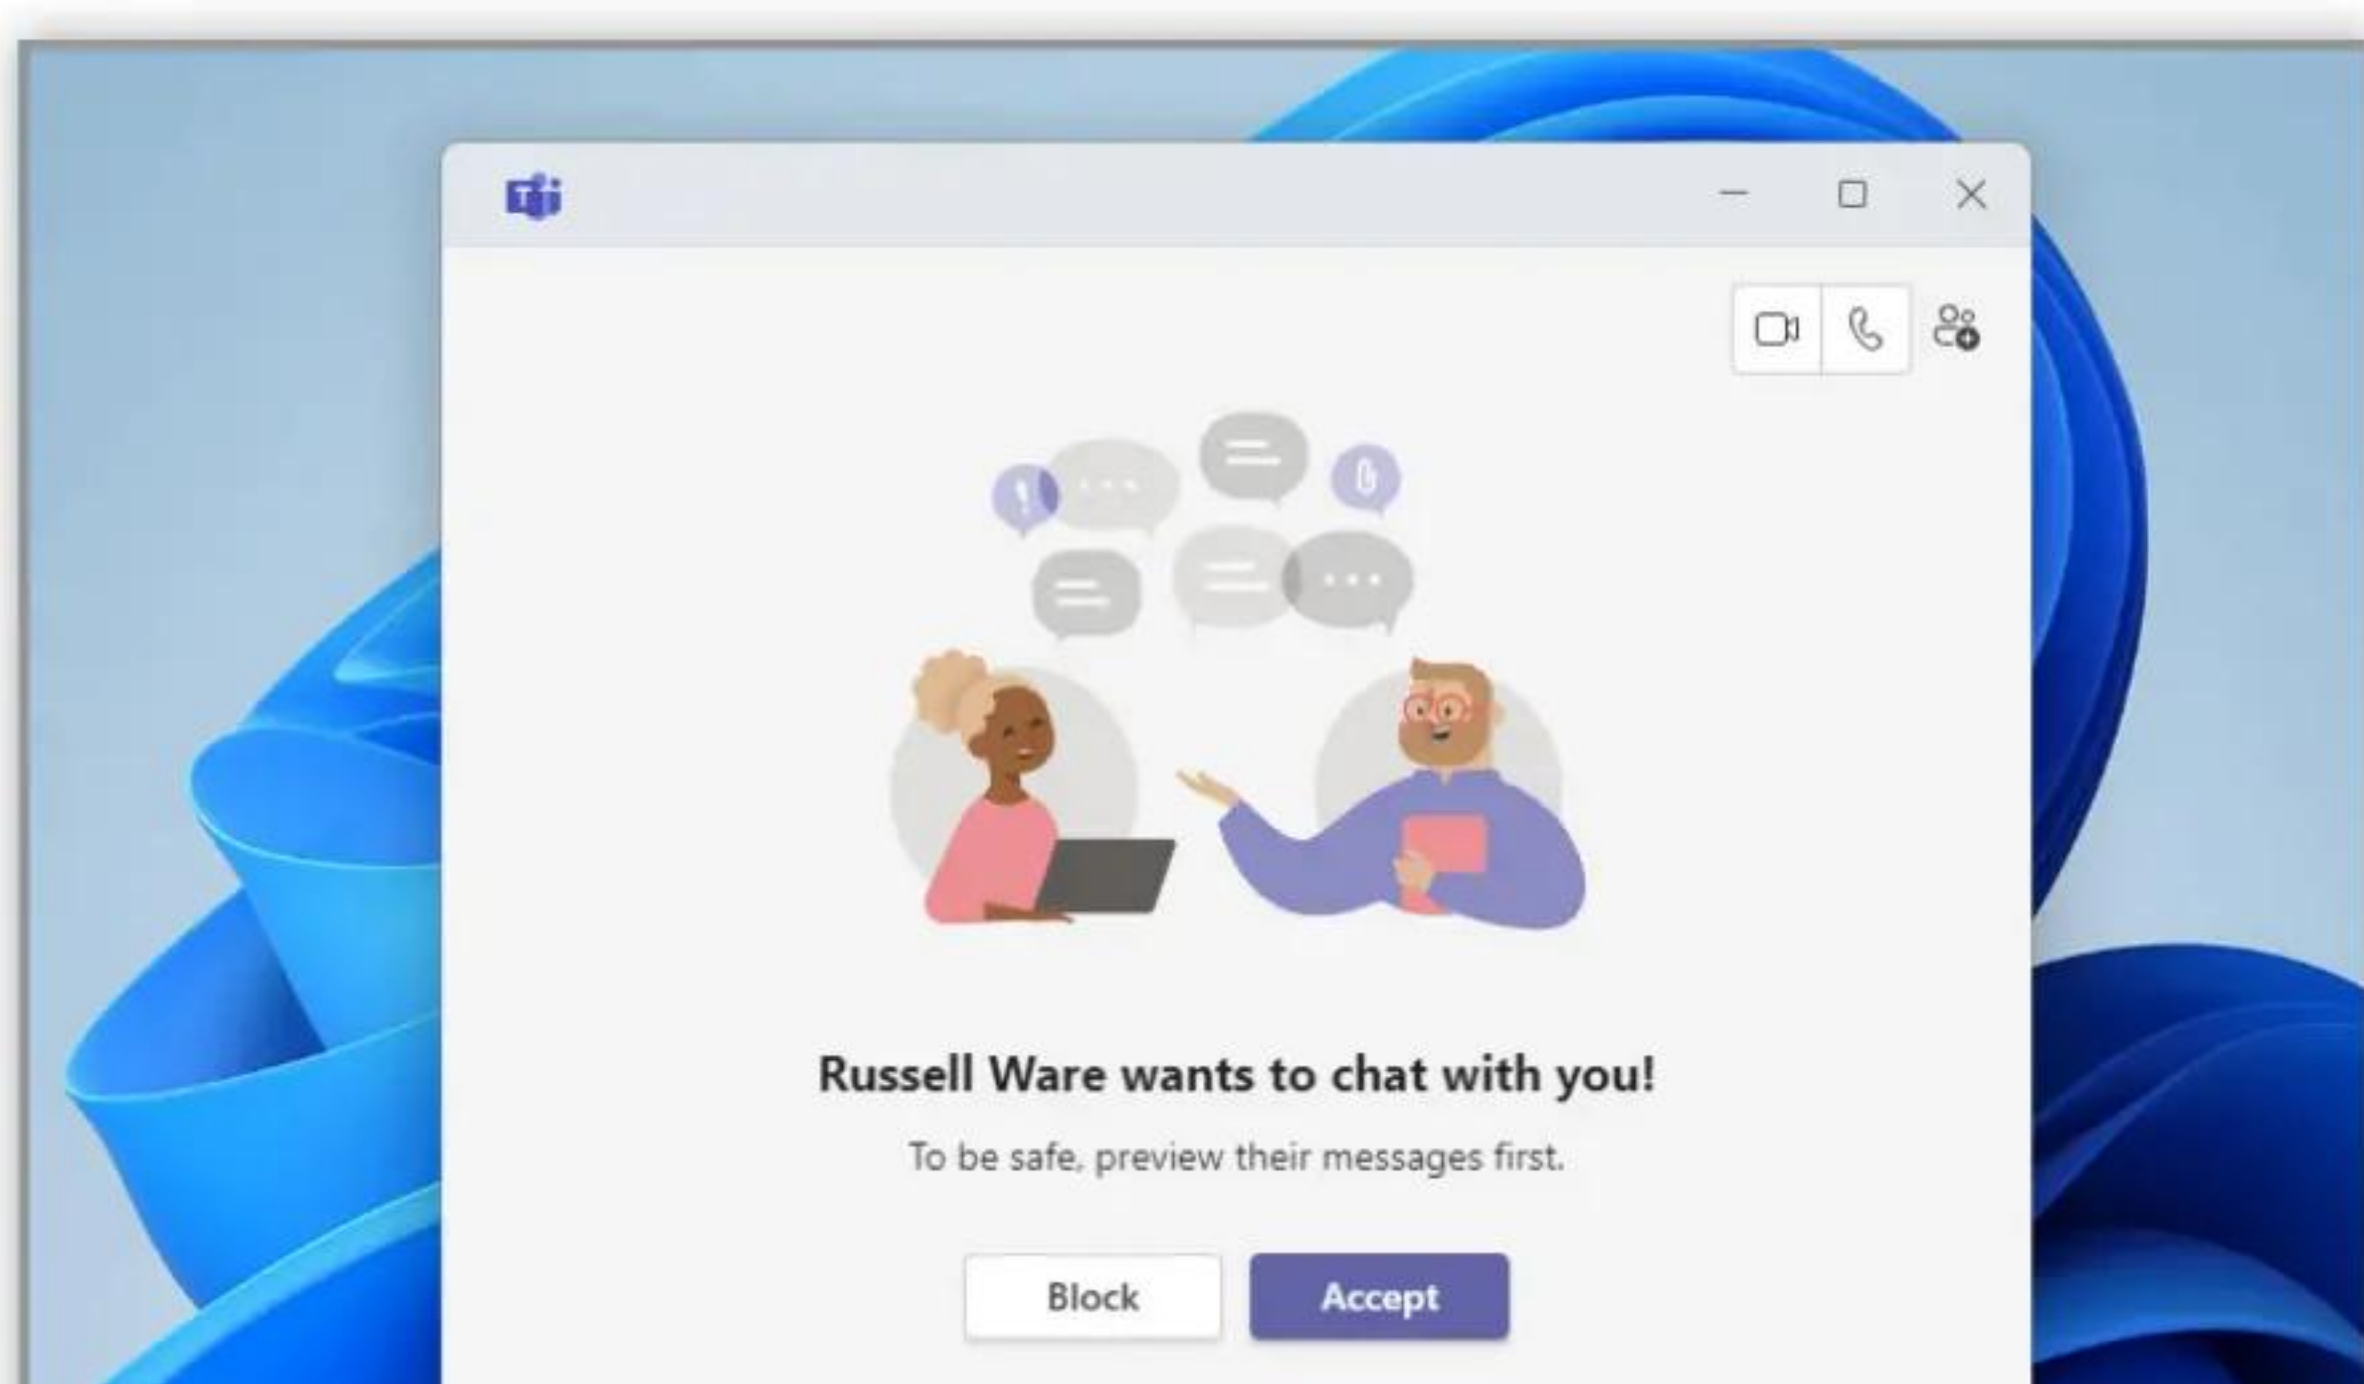 T
Russell Ware wants to chat with you!
To be safe, preview their messages first.
Block
Accept